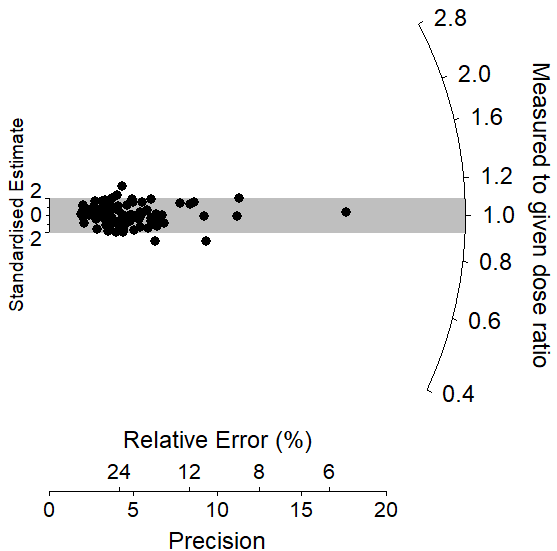 2.8
2.0
1.6
1.2
1.0
0.8
0.6
0.4
Measured to given dose ratio
Standardised Estimate
2
0
2
Relative Error (%)
24 12 8 6
0 5 10 15 20
Precision